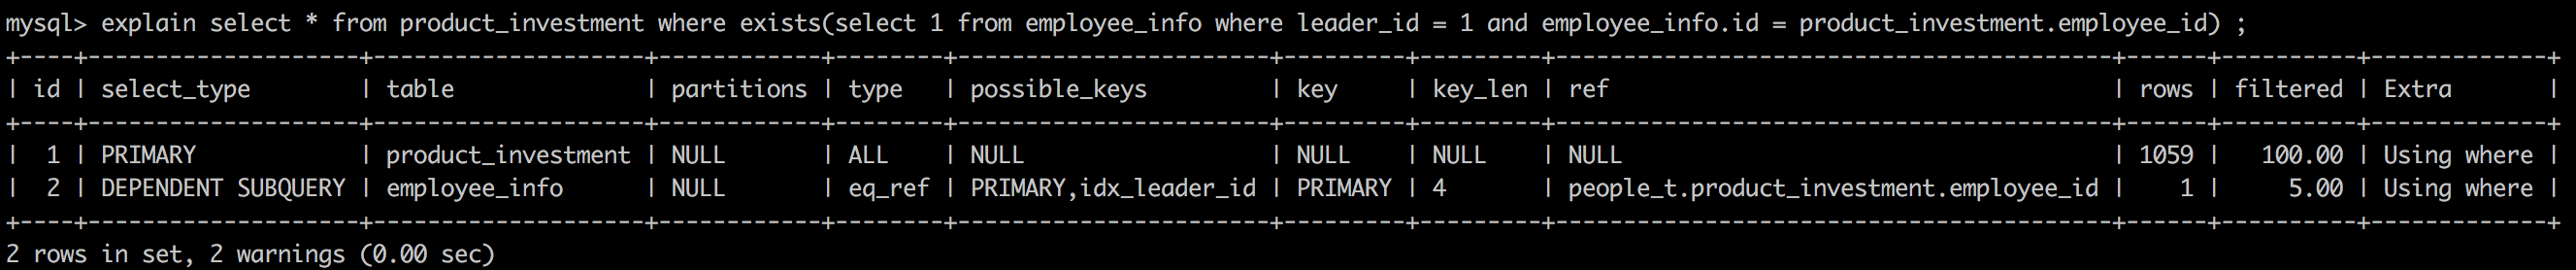 mysql> explain select * from product_investment where exists(select 1 from employee_info where leader_id = 1 and employee_info.id = product_investment.employee_id) ;
+----+--------------------+--------------------+------------+--------+-----------------------+---------+---------+----------------------------------------+------+----------+-------------+
| id | select_type        | table              | partitions | type   | possible_keys         | key     | key_len | ref                                    | rows | filtered | Extra       |
+----+--------------------+--------------------+------------+--------+-----------------------+---------+---------+----------------------------------------+------+----------+-------------+
|  1 | PRIMARY            | product_investment | NULL       | ALL    | NULL                  | NULL    | NULL    | NULL                                   | 1059 |   100.00 | Using where |
|  2 | DEPENDENT SUBQUERY | employee_info      | NULL       | eq_ref | PRIMARY,idx_leader_id | PRIMARY | 4       | people_t.product_investment.employee_id |    1 |     5.00 | Using where |
+----+--------------------+--------------------+------------+--------+-----------------------+---------+---------+----------------------------------------+------+----------+-------------+
2 rows in set, 2 warnings (0.00 sec)